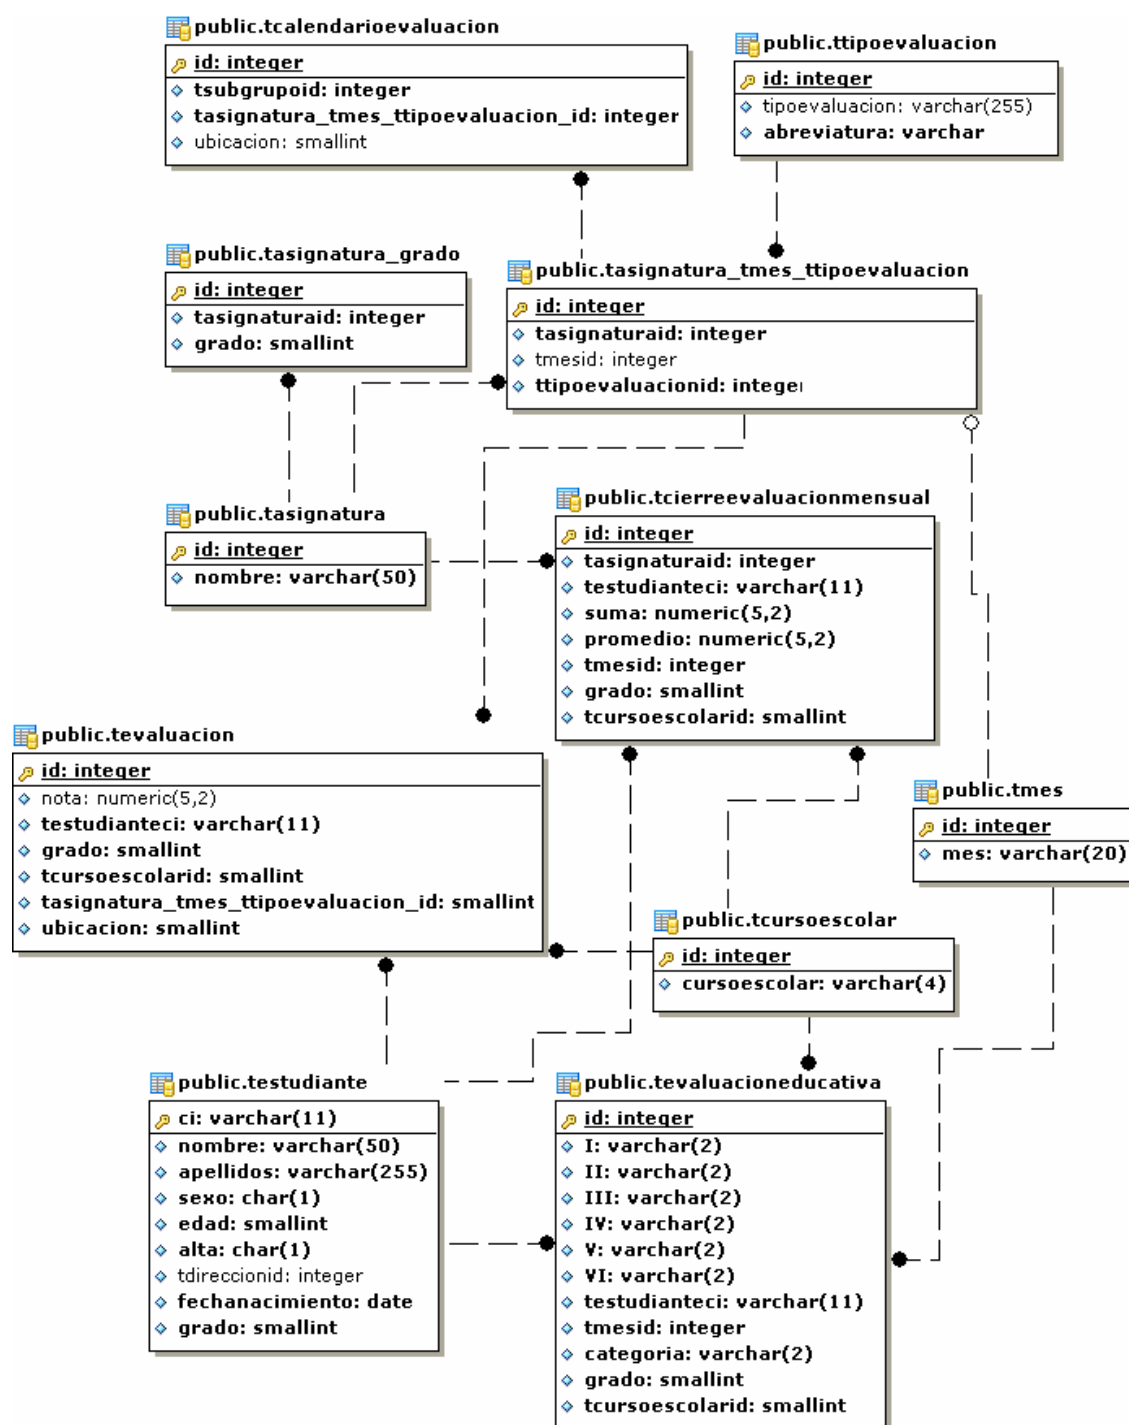 public.tcalendarioevaluacion
id: integer
tsubgrupoid: integer
tasignatura_tmes_ttipoevaluacion_id: integer
ubicacion: smallint
public.ttipoevaluacion
id: integer
tipoevaluacion: varchar(255)
abreviatura: varchar
public.tasignatura_grado
id: integer
tasignaturaid: integer
grado: smallint
public.tasignatura_tmes_ttipoevaluacion
id: integer
tasignaturaid: integer
tmesid: integer
ttipoevaluacionid: integer
public.tasignatura
id: integer
nombre: varchar(50)
public.tcierreevaluacionmensual
id: integer
tasignaturaid: integer
testudianteci: varchar(11)
suma: numeric(5,2)
promedio: numeric(5,2)
tmesid: integer
grado: smallint
tcursoescolarid: smallint
public.tevaluacion
id: integer
nota: numeric(5,2)
testudianteci: varchar(11)
grado: smallint
tcursoescolarid: smallint
tasignatura_tmes_ttipoevaluacion_id: smallint
ubicacion: smallint
public.tmes
id: integer
mes: varchar(20)
public.tcursoescolar
id: integer
cursoescolar: varchar(4)
public.testudiante
ci: varchar(11)
nombre: varchar(50)
apellidos: varchar(255)
sexo: char(1)
edad: smallint
alta: char(1)
tdireccionid: integer
fechanacimiento: date
grado: smallint
public.tevaluacioneducativa
id: integer
I: varchar(2)
II: varchar(2)
III: varchar(2)
IV: varchar(2)
V: varchar(2)
VI: varchar(2)
testudianteci: varchar(11)
tmesid: integer
categoria: varchar(2)
grado: smallint
tcursoescolarid: smallint